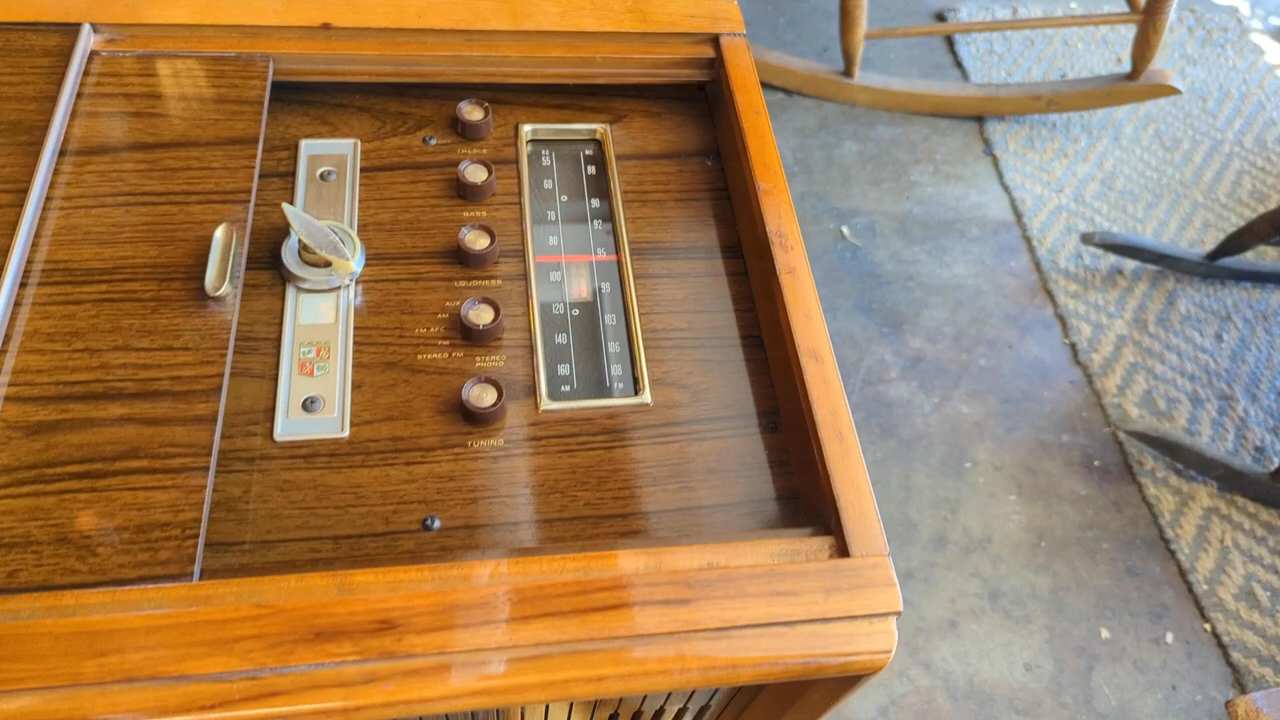 TREBLE
BASS
LOUDNESS
AUX
AM
FM AFC
FM
STEREO FM
STEREO
PHONO
TUNING
KC MC
55 88
60 90
70 92
80 95
100 99
120 103
140 106
160 108
AM FM